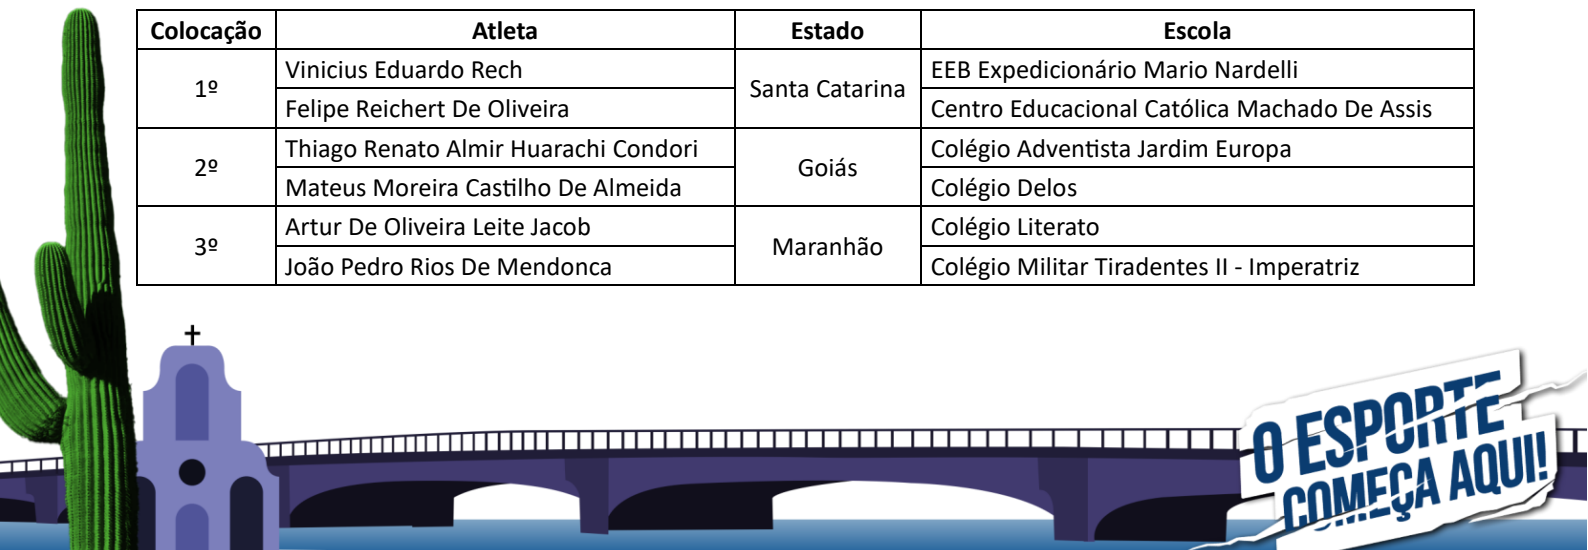 Colocação Atleta Estado Escola
1º Vinicius Eduardo Rech Santa Catarina EEB Expedicionário Mario Nardelli
Felipe Reichert De Oliveira Centro Educacional Católica Machado De Assis
2º Thiago Renato Almir Huarachi Condori Goiás Colégio Adventista Jardim Europa
Mateus Moreira Castilho De Almeida Colégio Delos
3º Artur De Oliveira Leite Jacob Maranhão Colégio Literato
João Pedro Rios De Mendonca Colégio Militar Tiradentes II - Imperatriz
O ESPORTE
COMEÇA AQUI!